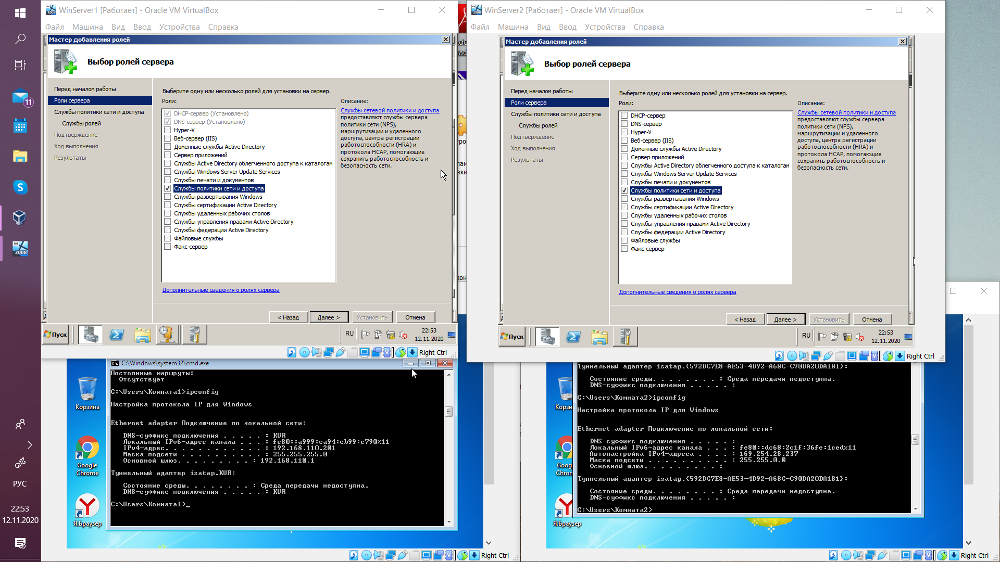 WinServer1 [Работает] - Oracle VM VirtualBox
Файл Машина Вид Ввод Устройства Справка
Мастер добавления ролей
Выбор ролей сервера
Перед началом работы
Роли сервера
Службы политики сети и доступа
Службы ролей
Подтверждение
Ход выполнения
Результаты
Выберите одну или несколько ролей для установки на сервер.
Роли:
DHCP-сервер (Установлено)
DNS-сервер (Установлено)
Hyper-V
Веб-сервер (IIS)
Доменные службы Active Directory
Сервер приложений
Службы Active Directory облегченного доступа к каталогам
Службы Windows Server Update Services
Службы печати и документов
Службы политики сети и доступа
Службы развертывания Windows
Службы сертификации Active Directory
Службы удаленных рабочих столов
Службы управления правами Active Directory
Службы федерации Active Directory
Файловые службы
Факс-сервер
Дополнительные сведения о ролях сервера
Описание:
Службы сетевой политики и доступа
предоставляют службы сервера
политики сети (NPS),
маршрутизации и удаленного
доступа, центра регистрации
работоспособности (HRA) и
протокола HCAP, помогающие
сохранить работоспособность и
безопасность сети.
< Назад Далее > Установить Отмена
Пуск
RU
22:53
12.11.2020
Right Ctrl
WinServer2 [Работает] - Oracle VM VirtualBox
Файл Машина Вид Ввод Устройства Справка
Мастер добавления ролей
Выбор ролей сервера
Перед началом работы
Роли сервера
Службы политики сети и доступа
Службы ролей
Подтверждение
Ход выполнения
Результаты
Выберите одну или несколько ролей для установки на сервер.
Роли:
DHCP-сервер
DNS-сервер
Hyper-V
Веб-сервер (IIS)
Доменные службы Active Directory
Сервер приложений
Службы Active Directory облегченного доступа к каталогам
Службы Windows Server Update Services
Службы печати и документов
Службы политики сети и доступа
Службы развертывания Windows
Службы сертификации Active Directory
Службы удаленных рабочих столов
Службы управления правами Active Directory
Службы федерации Active Directory
Файловые службы
Факс-сервер
Дополнительные сведения о ролях сервера
Описание:
Службы сетевой политики и доступа
предоставляют службы сервера
политики сети (NPS),
маршрутизации и удаленного
доступа, центра регистрации
работоспособности (HRA) и
протокола HCAP, помогающие
сохранить работоспособность и
безопасность сети.
< Назад Далее > Установить Отмена
Пуск
RU
22:53
12.11.2020
Right Ctrl
11
64
2008
РУС
22:53
12.11.2020
Корзина
Google
Chrome
Я.Браузер
C:\Windows\system32\cmd.exe
Постоянные маршруты:
Отсутствует
C:\Users\Комната1>ipconfig
Настройка протокола IP для Windows
Ethernet adapter Подключение по локальной сети:
DNS-суффикс подключения . . . . . : KUR
Локальный IPv6-адрес канала . . . : fe80::a999:ca94:cb99:c790%11
IPv4-адрес. . . . . . . . . . . . : 192.168.110.201
Маска подсети . . . . . . . . . . : 255.255.255.0
Основной шлюз. . . . . . . . . : 192.168.110.1
Туннельный адаптер isatap.KUR:
Состояние среды. . . . . . . . : Среда передачи недоступна.
DNS-суффикс подключения . . . . . : KUR
C:\Users\Комната1>_
Right Ctrl
Туннельный адаптер isatap.{592DC7E8-AE53-4D92-A68C-C90DA20DA181}:
Состояние среды. . . . . . . . : Среда передачи недоступна.
DNS-суффикс подключения . . . . . :
C:\Users\Комната2>ipconfig
Настройка протокола IP для Windows
Ethernet adapter Подключение по локальной сети:
DNS-суффикс подключения . . . . . :
Локальный IPv6-адрес канала . . . : fe80::dc68:2c1f:36fe:1ced%11
Автонастройка IPv4-адреса . . . . : 169.254.28.237
Маска подсети . . . . . . . . . . : 255.255.0.0
Основной шлюз. . . . . . . . . :
Туннельный адаптер isatap.{592DC7E8-AE53-4D92-A68C-C90DA20DA181}:
Состояние среды. . . . . . . . : Среда передачи недоступна.
DNS-суффикс подключения . . . . . :
C:\Users\Комната2>
Я.Браузер
Right Ctrl